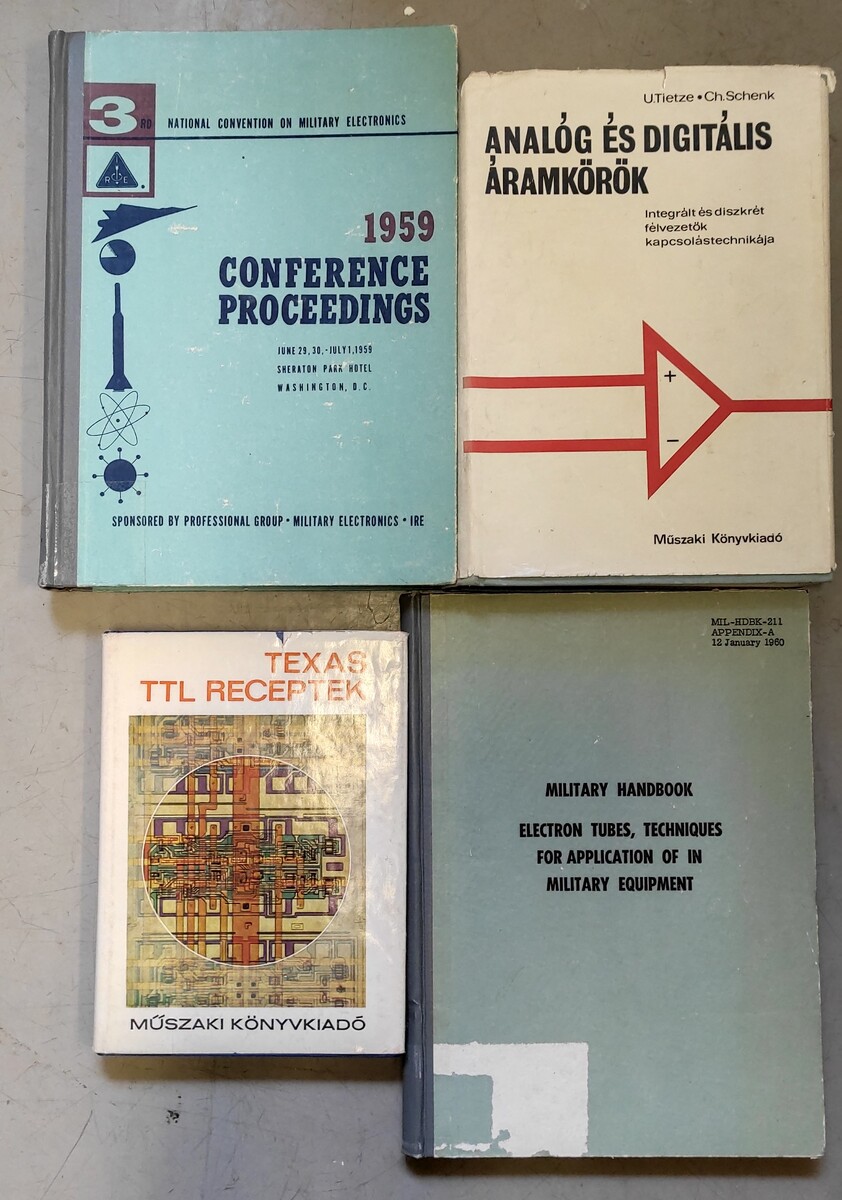 3RD NATIONAL CONVENTION ON MILITARY ELECTRONICS
IRE
1959
CONFERENCE
PROCEEDINGS
JUNE 29, 30, - JULY 1, 1959
SHERATON PARK HOTEL
WASHINGTON, D.C.
SPONSORED BY PROFESSIONAL GROUP • MILITARY ELECTRONICS • IRE
U.Tietze • Ch.Schenk
ANALÓG ÉS DIGITÁLIS
ÁRAMKÖRÖK
Integrált és diszkrét
félvezetők
kapcsolástechnikája
+
−
Műszaki Könyvkiadó
TEXAS
TTL RECEPTEK
MŰSZAKI KÖNYVKIADÓ
MIL-HDBK-211
APPENDIX-A
12 January 1960
MILITARY HANDBOOK
ELECTRON TUBES, TECHNIQUES
FOR APPLICATION OF IN
MILITARY EQUIPMENT